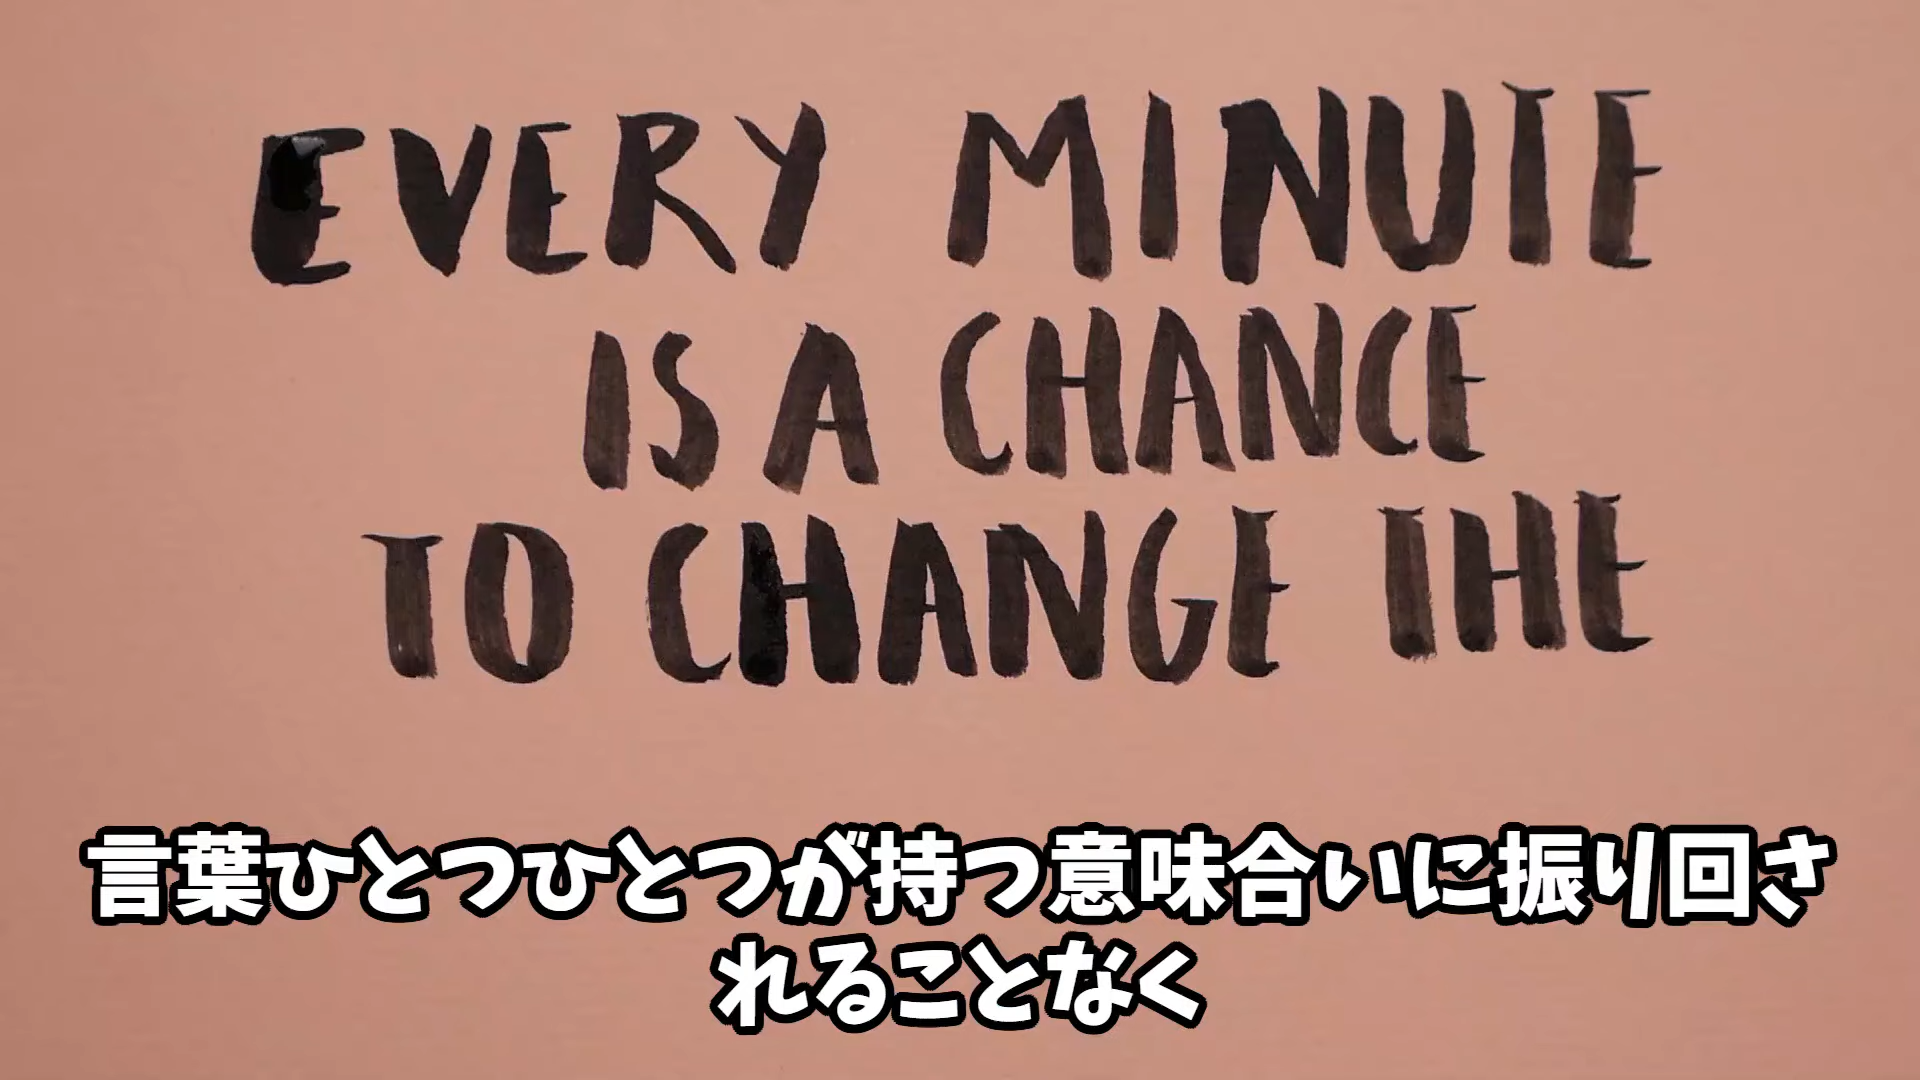 EVERY MINUTE
IS A CHANCE
TO CHANGE THE
言葉ひとつひとつが持つ意味合いに振り回さ
れることなく